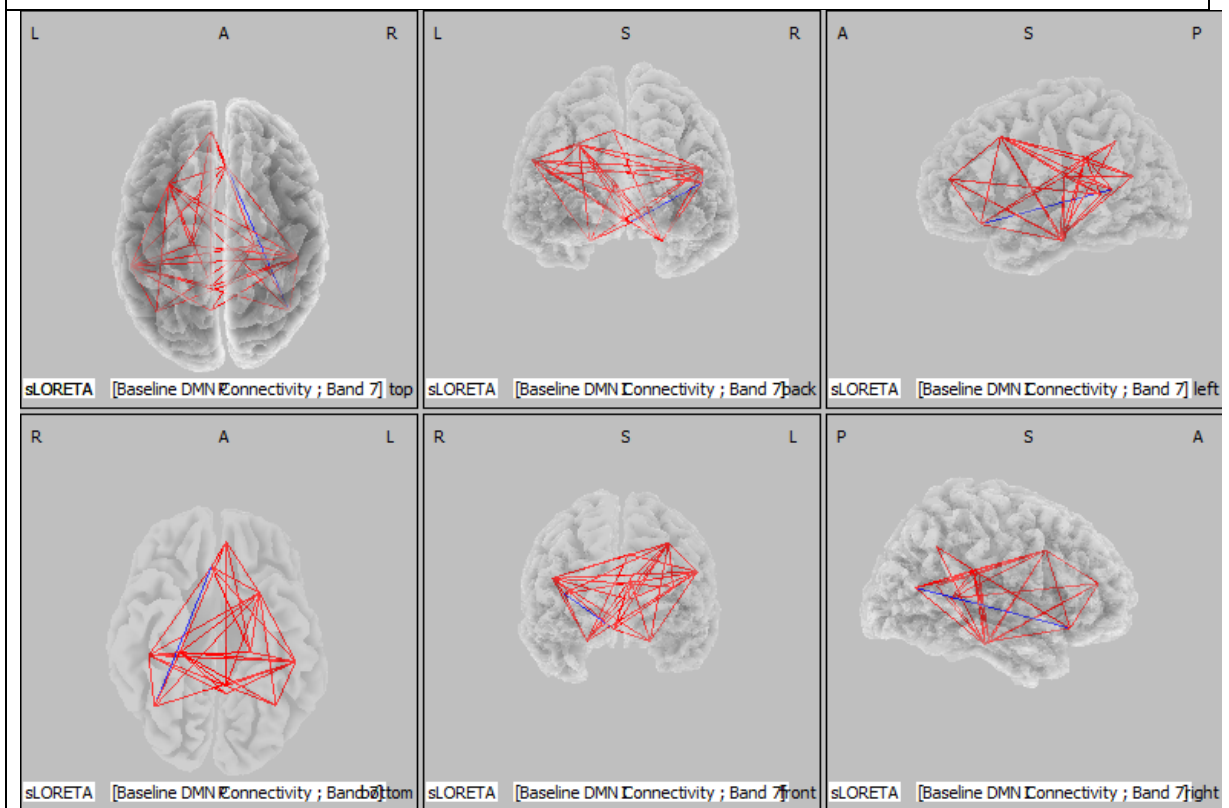 L A R
L S R
A S P
sLORETA [Baseline DMN Connectivity ; Band 7] top
sLORETA [Baseline DMN Connectivity ; Band 7] back
sLORETA [Baseline DMN Connectivity ; Band 7] left
R A L
R S L
P S A
sLORETA [Baseline DMN Connectivity ; Band 7] bottom
sLORETA [Baseline DMN Connectivity ; Band 7] front
sLORETA [Baseline DMN Connectivity ; Band 7] right